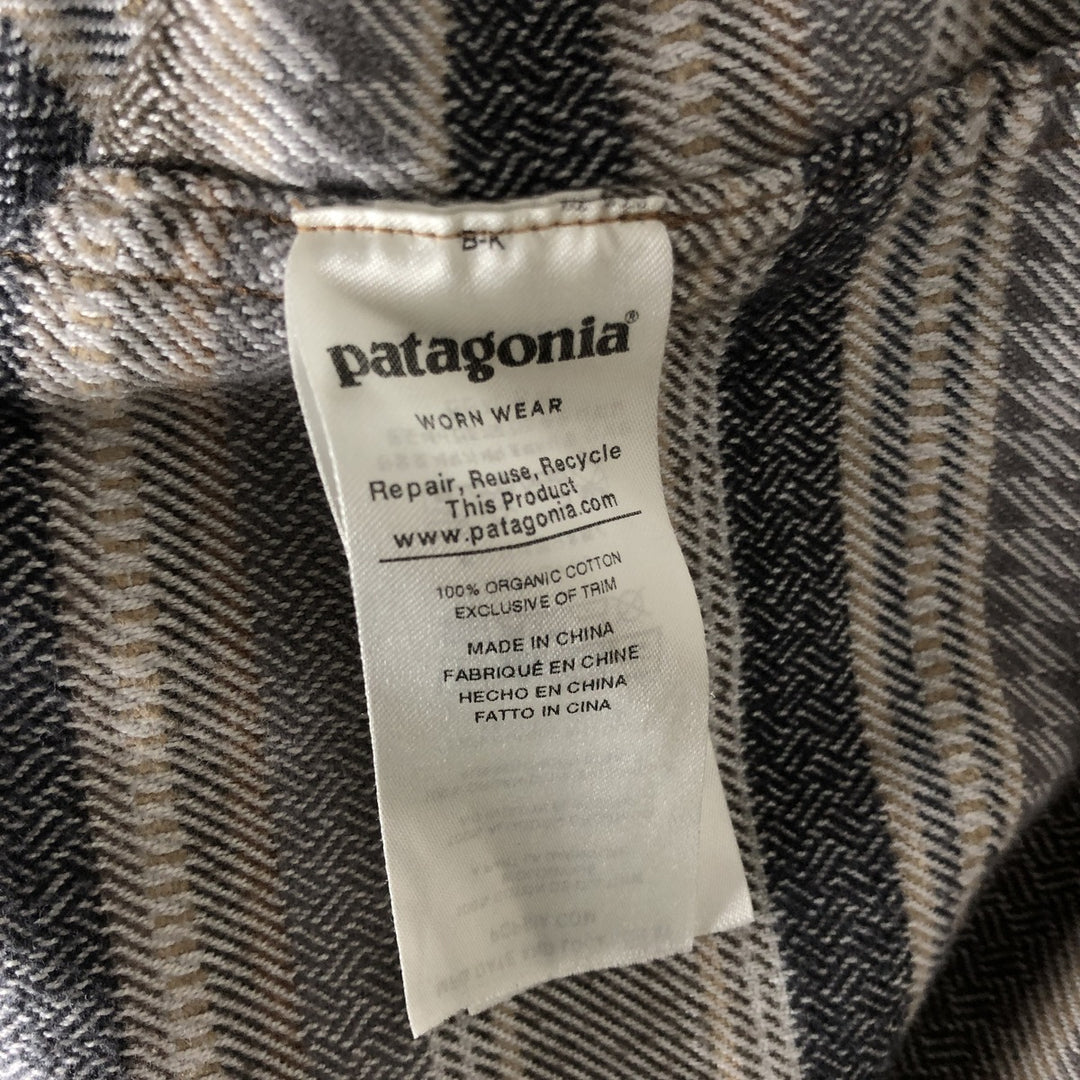 B-K
patagonia®
WORN WEAR
Repair, Reuse, Recycle
This Product
www.patagonia.com
100% ORGANIC COTTON
EXCLUSIVE OF TRIM
MADE IN CHINA
FABRIQUÉ EN CHINE
HECHO EN CHINA
FATTO IN CINA